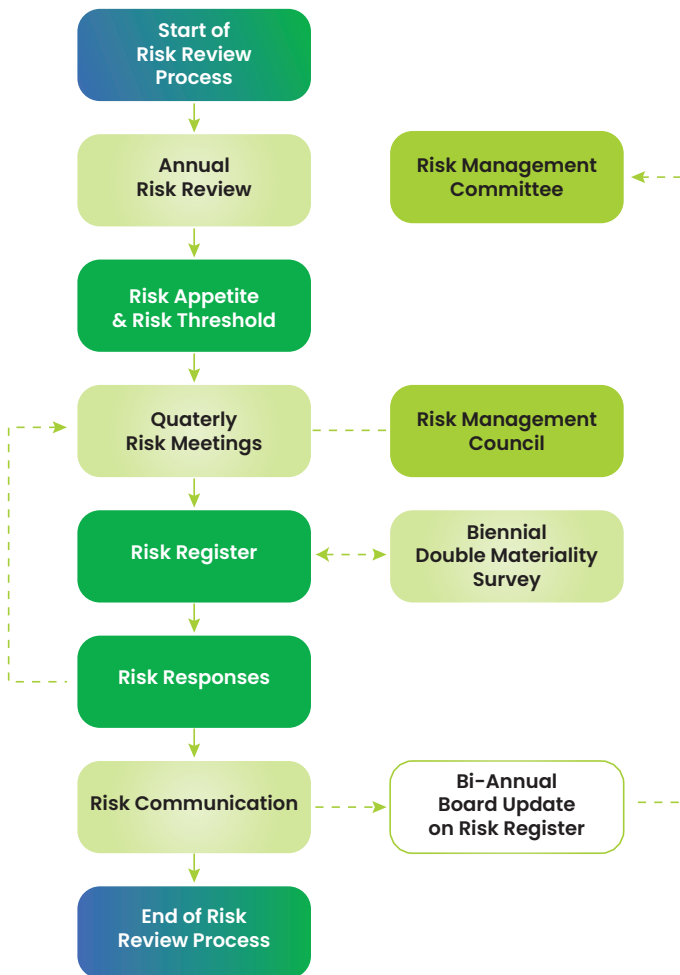 Start of
Risk Review
Process
Annual
Risk Review
Risk Management
Committee
Risk Appetite
& Risk Threshold
Quaterly
Risk Meetings
Risk Management
Council
Risk Register
Biennial
Double Materiality
Survey
Risk Responses
Risk Communication
Bi-Annual
Board Update
on Risk Register
End of Risk
Review Process